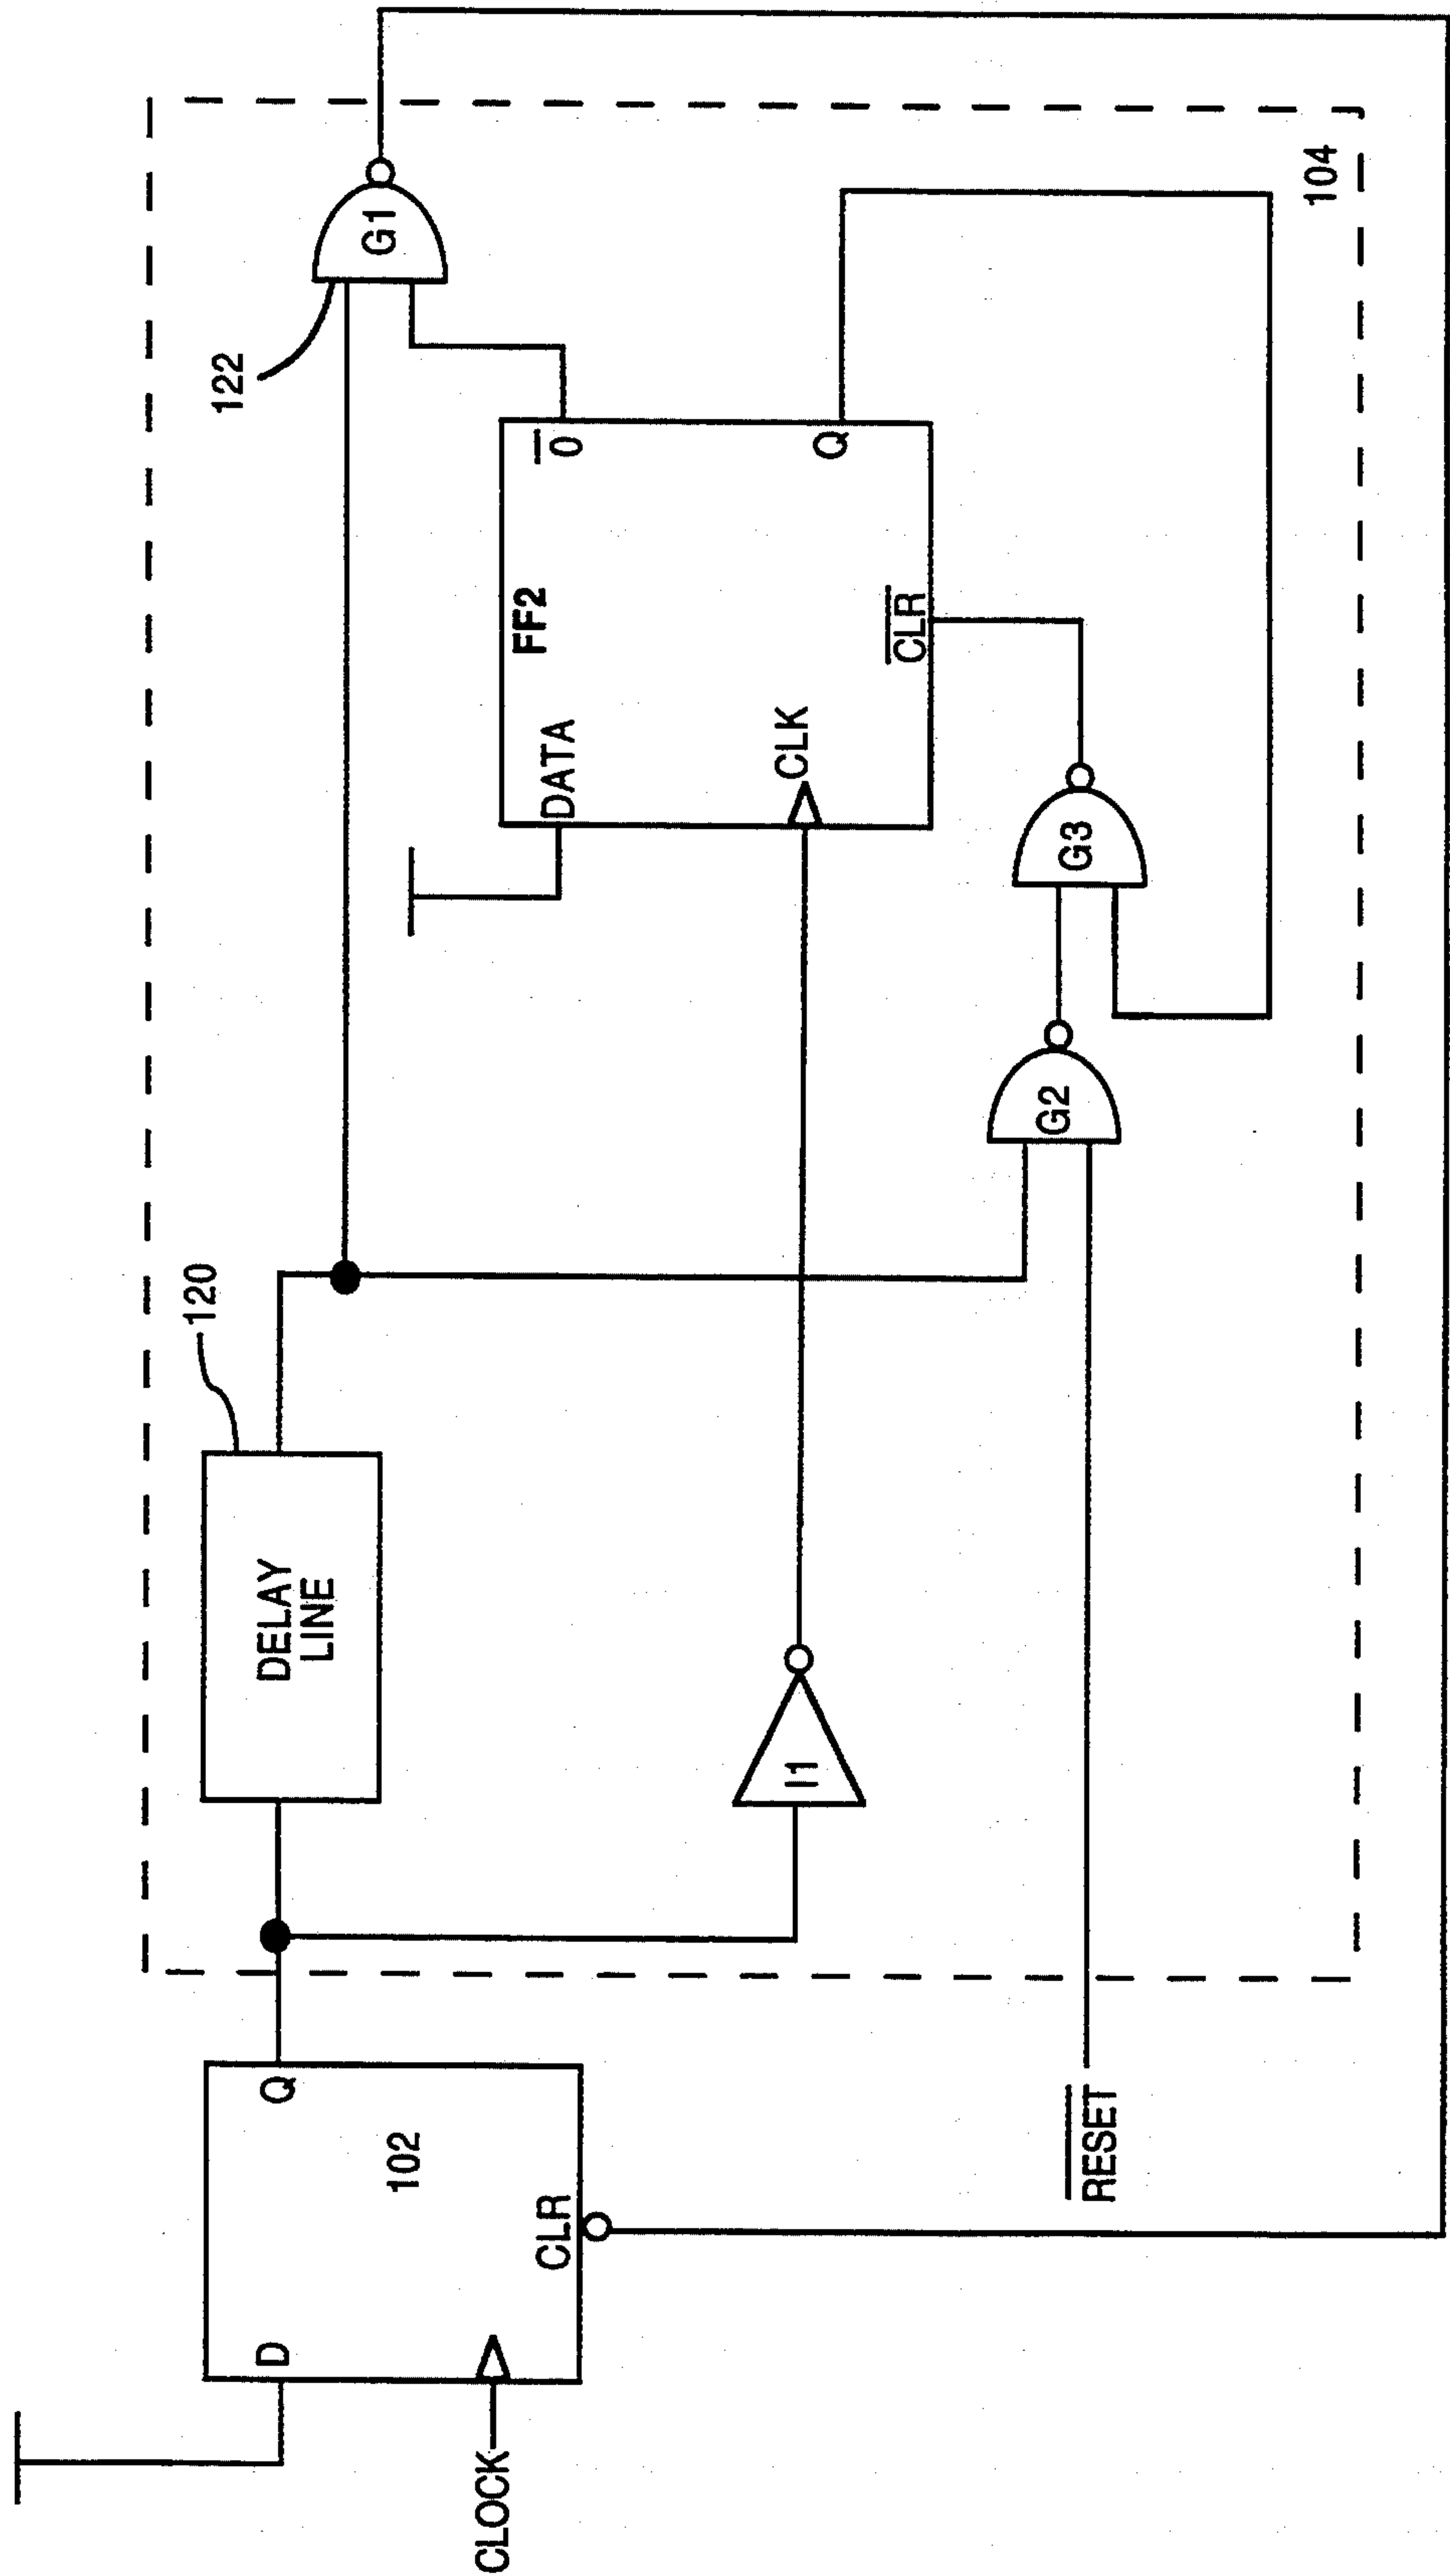 D
CLOCK
CLR
102
Q
RESET
DELAY
LINE
120
I1
G2
G3
DATA
CLK
FF2
CLR
0
Q
122
G1
104